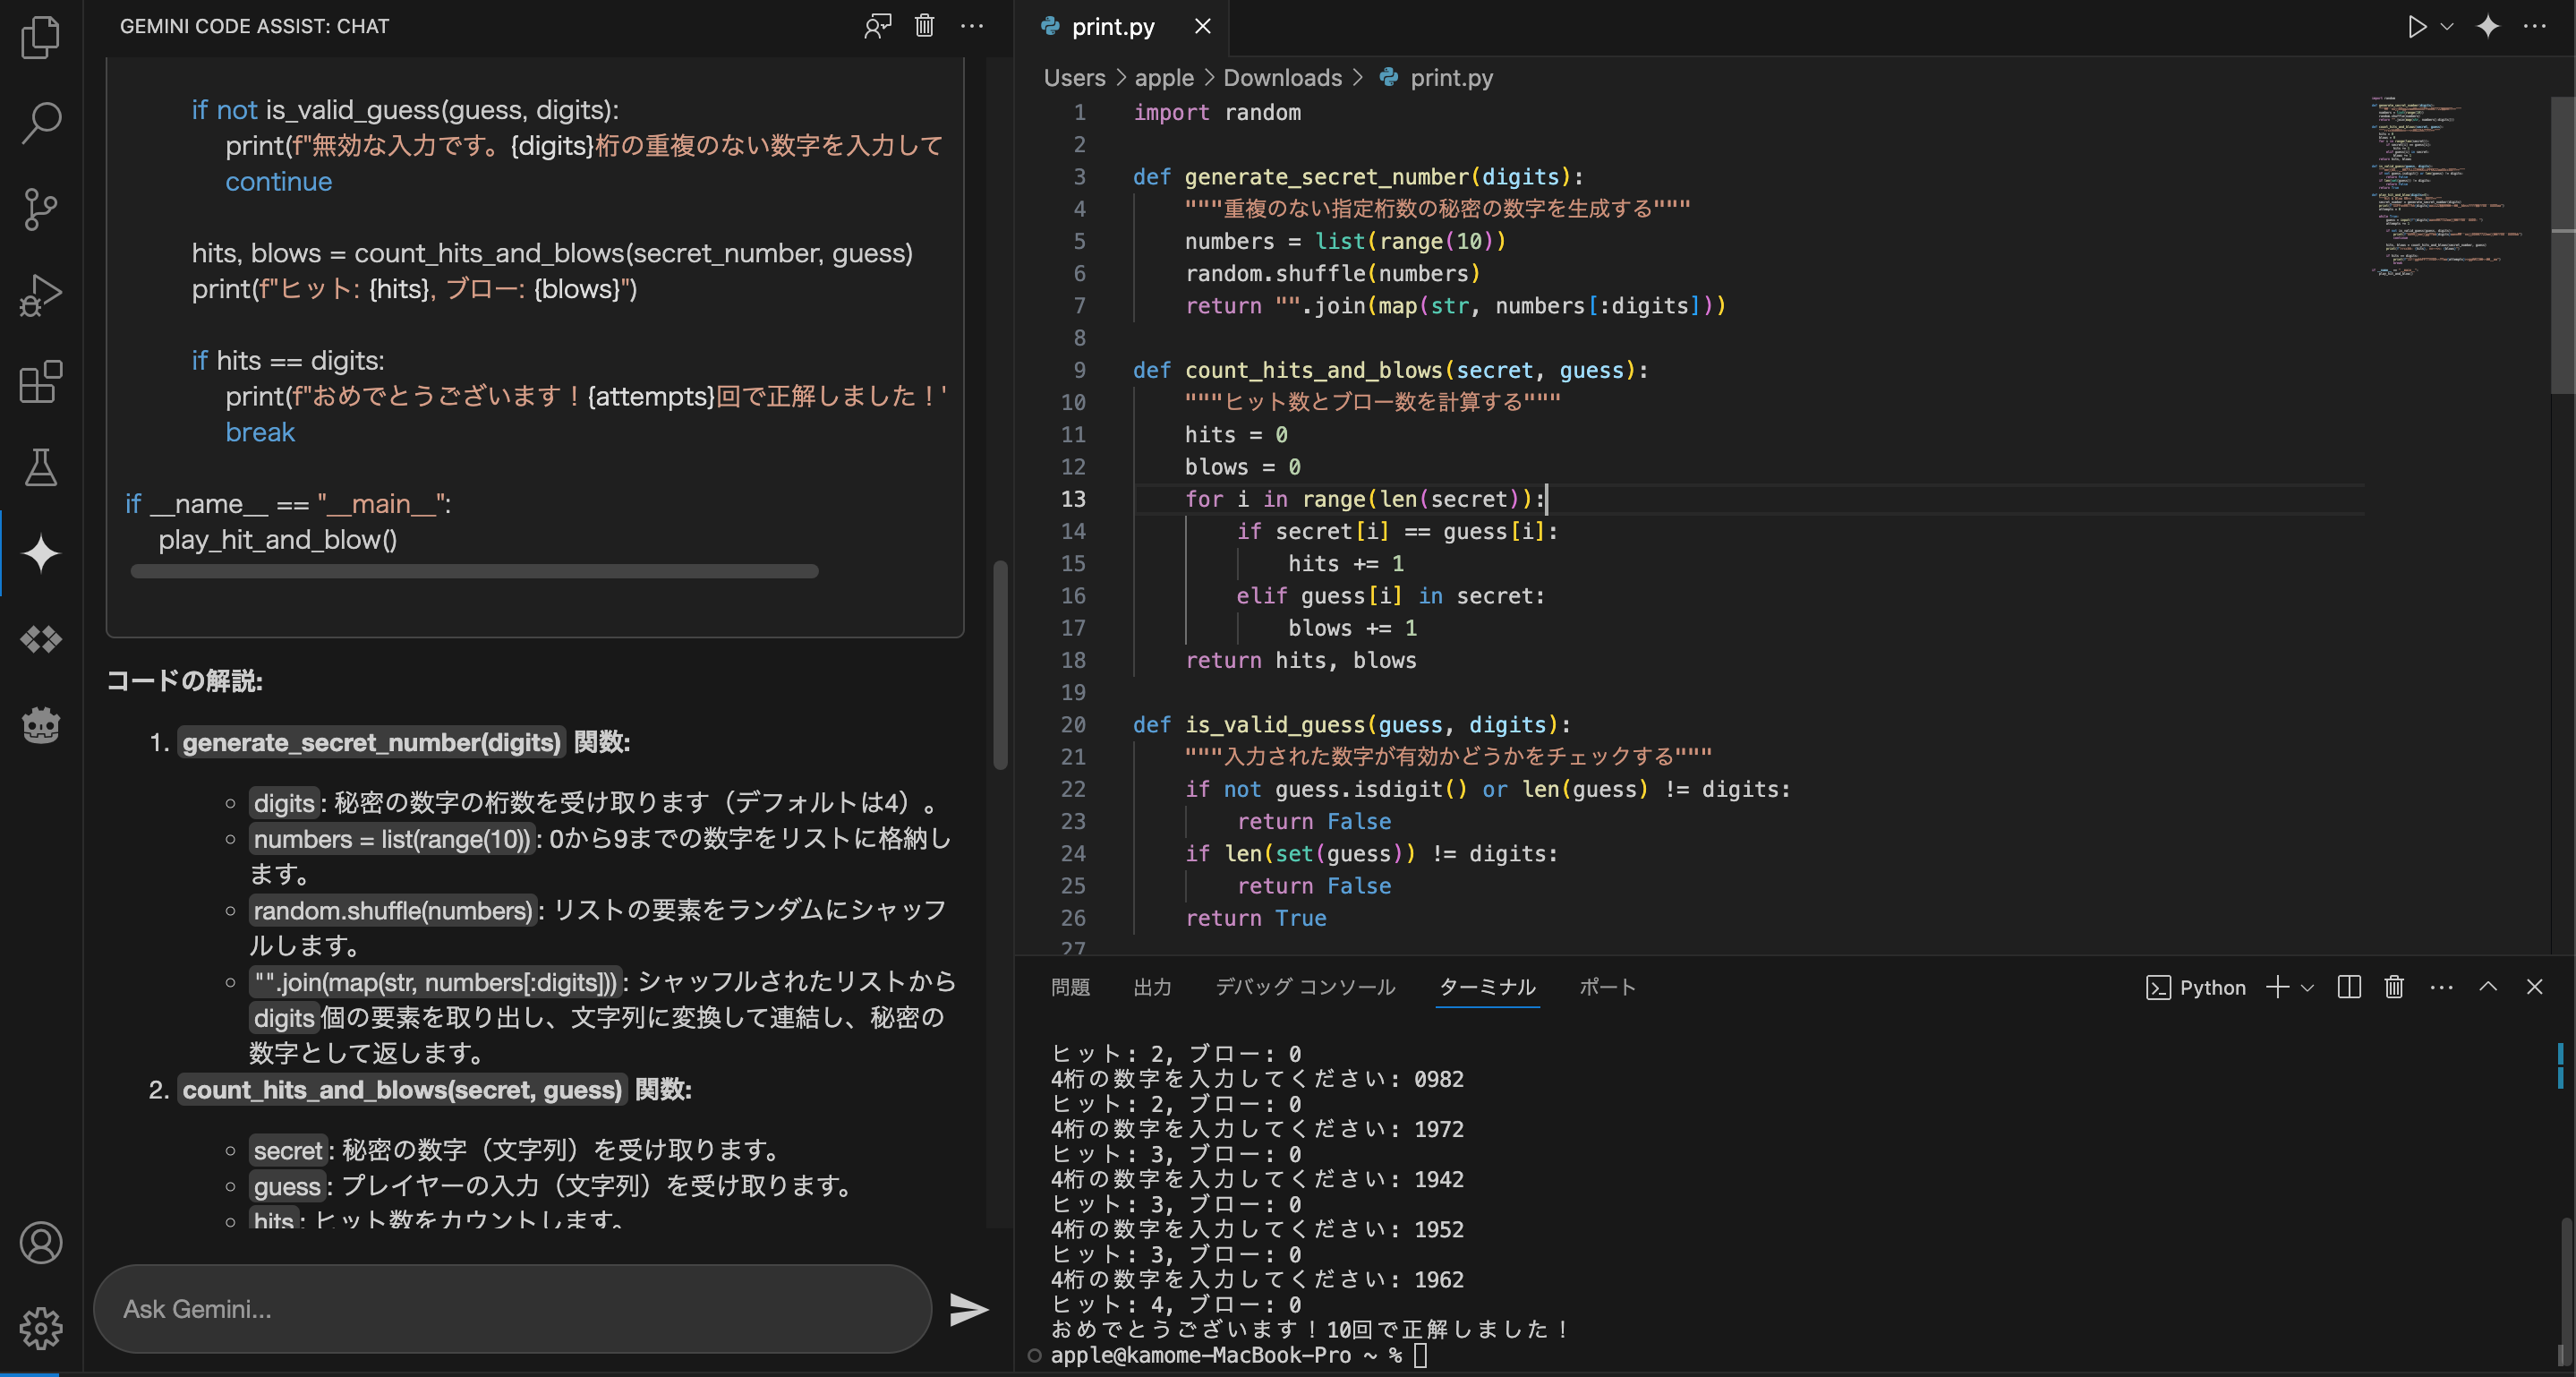 GEMINI CODE ASSIST: CHAT
if not is_valid_guess(guess, digits):
print(f"無効な入力です。{digits}桁の重複のない数字を入力して
continue
hits, blows = count_hits_and_blows(secret_number, guess)
print(f"ヒット: {hits}, ブロー: {blows}")
if hits == digits:
print(f"おめでとうございます！{attempts}回で正解しました！'
break
if __name__ == "__main__":
play_hit_and_blow()
コードの解説:
1. generate_secret_number(digits) 関数:
digits: 秘密の数字の桁数を受け取ります（デフォルトは4）。
numbers = list(range(10)): 0から9までの数字をリストに格納し
ます。
random.shuffle(numbers): リストの要素をランダムにシャッフ
ルします。
"".join(map(str, numbers[:digits])): シャッフルされたリストから
digits個の要素を取り出し、文字列に変換して連結し、秘密の
数字として返します。
2. count_hits_and_blows(secret, guess) 関数:
secret: 秘密の数字（文字列）を受け取ります。
guess: プレイヤーの入力（文字列）を受け取ります。
hits: ヒット数をカウントします。
Ask Gemini...
print.py
Users > apple > Downloads > print.py
1 import random
2
3 def generate_secret_number(digits):
4 """重複のない指定桁数の秘密の数字を生成する"""
5 numbers = list(range(10))
6 random.shuffle(numbers)
7 return "".join(map(str, numbers[:digits]))
8
9 def count_hits_and_blows(secret, guess):
10 """ヒット数とブロー数を計算する"""
11 hits = 0
12 blows = 0
13 for i in range(len(secret)):
14 if secret[i] == guess[i]:
15 hits += 1
16 elif guess[i] in secret:
17 blows += 1
18 return hits, blows
19
20 def is_valid_guess(guess, digits):
21 """入力された数字が有効かどうかをチェックする"""
22 if not guess.isdigit() or len(guess) != digits:
23 return False
24 if len(set(guess)) != digits:
25 return False
26 return True
27
問題 出力 デバッグ コンソール ターミナル ポート Python
ヒット: 2, ブロー: 0
4桁の数字を入力してください: 0982
ヒット: 2, ブロー: 0
4桁の数字を入力してください: 1972
ヒット: 3, ブロー: 0
4桁の数字を入力してください: 1942
ヒット: 3, ブロー: 0
4桁の数字を入力してください: 1952
ヒット: 3, ブロー: 0
4桁の数字を入力してください: 1962
ヒット: 4, ブロー: 0
おめでとうございます！10回で正解しました！
apple@kamome-MacBook-Pro ~ %